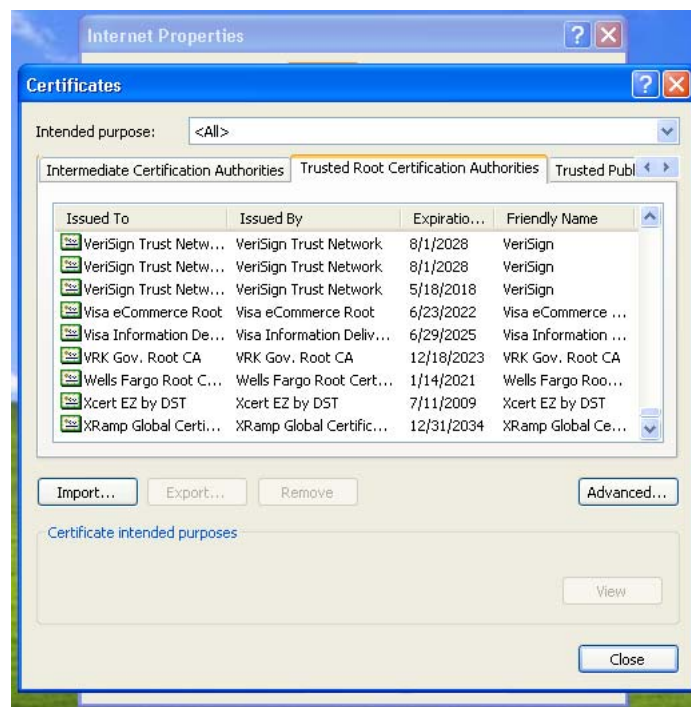 Internet Properties
Certificates
Intended purpose: <All>
Intermediate Certification Authorities Trusted Root Certification Authorities Trusted Publ
Issued To Issued By Expiratio... Friendly Name
VeriSign Trust Netw... VeriSign Trust Network 8/1/2028 VeriSign
VeriSign Trust Netw... VeriSign Trust Network 8/1/2028 VeriSign
VeriSign Trust Netw... VeriSign Trust Network 5/18/2018 VeriSign
Visa eCommerce Root Visa eCommerce Root 6/23/2022 Visa eCommerce ...
Visa Information De... Visa Information Deliv... 6/29/2025 Visa Information ...
VRK Gov. Root CA VRK Gov. Root CA 12/18/2023 VRK Gov. Root CA
Wells Fargo Root C... Wells Fargo Root Cert... 1/14/2021 Wells Fargo Roo...
Xcert EZ by DST Xcert EZ by DST 7/11/2009 Xcert EZ by DST
XRamp Global Certi... XRamp Global Certific... 12/31/2034 XRamp Global Ce...
Import... Export... Remove Advanced...
Certificate intended purposes
View
Close